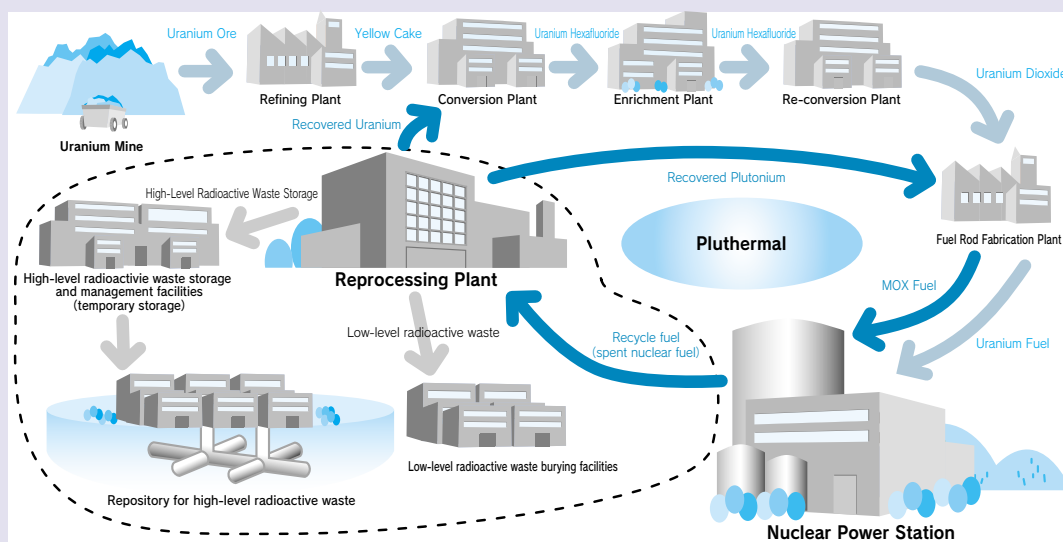 Uranium Ore
Yellow Cake
Uranium Hexafluoride
Uranium Hexafluoride
Uranium Dioxide
Refining Plant
Conversion Plant
Enrichment Plant
Re-conversion Plant
Uranium Mine
Recovered Uranium
High-Level Radioactive Waste Storage
Recovered Plutonium
Pluthermal
Fuel Rod Fabrication Plant
High-level radioactivie waste storage
and management facilities
(temporary storage)
Reprocessing Plant
MOX Fuel
Low-level radioactive waste
Recycle fuel
(spent nuclear fuel)
Uranium Fuel
Low-level radioactive waste burying facilities
Repository for high-level radioactive waste
Nuclear Power Station